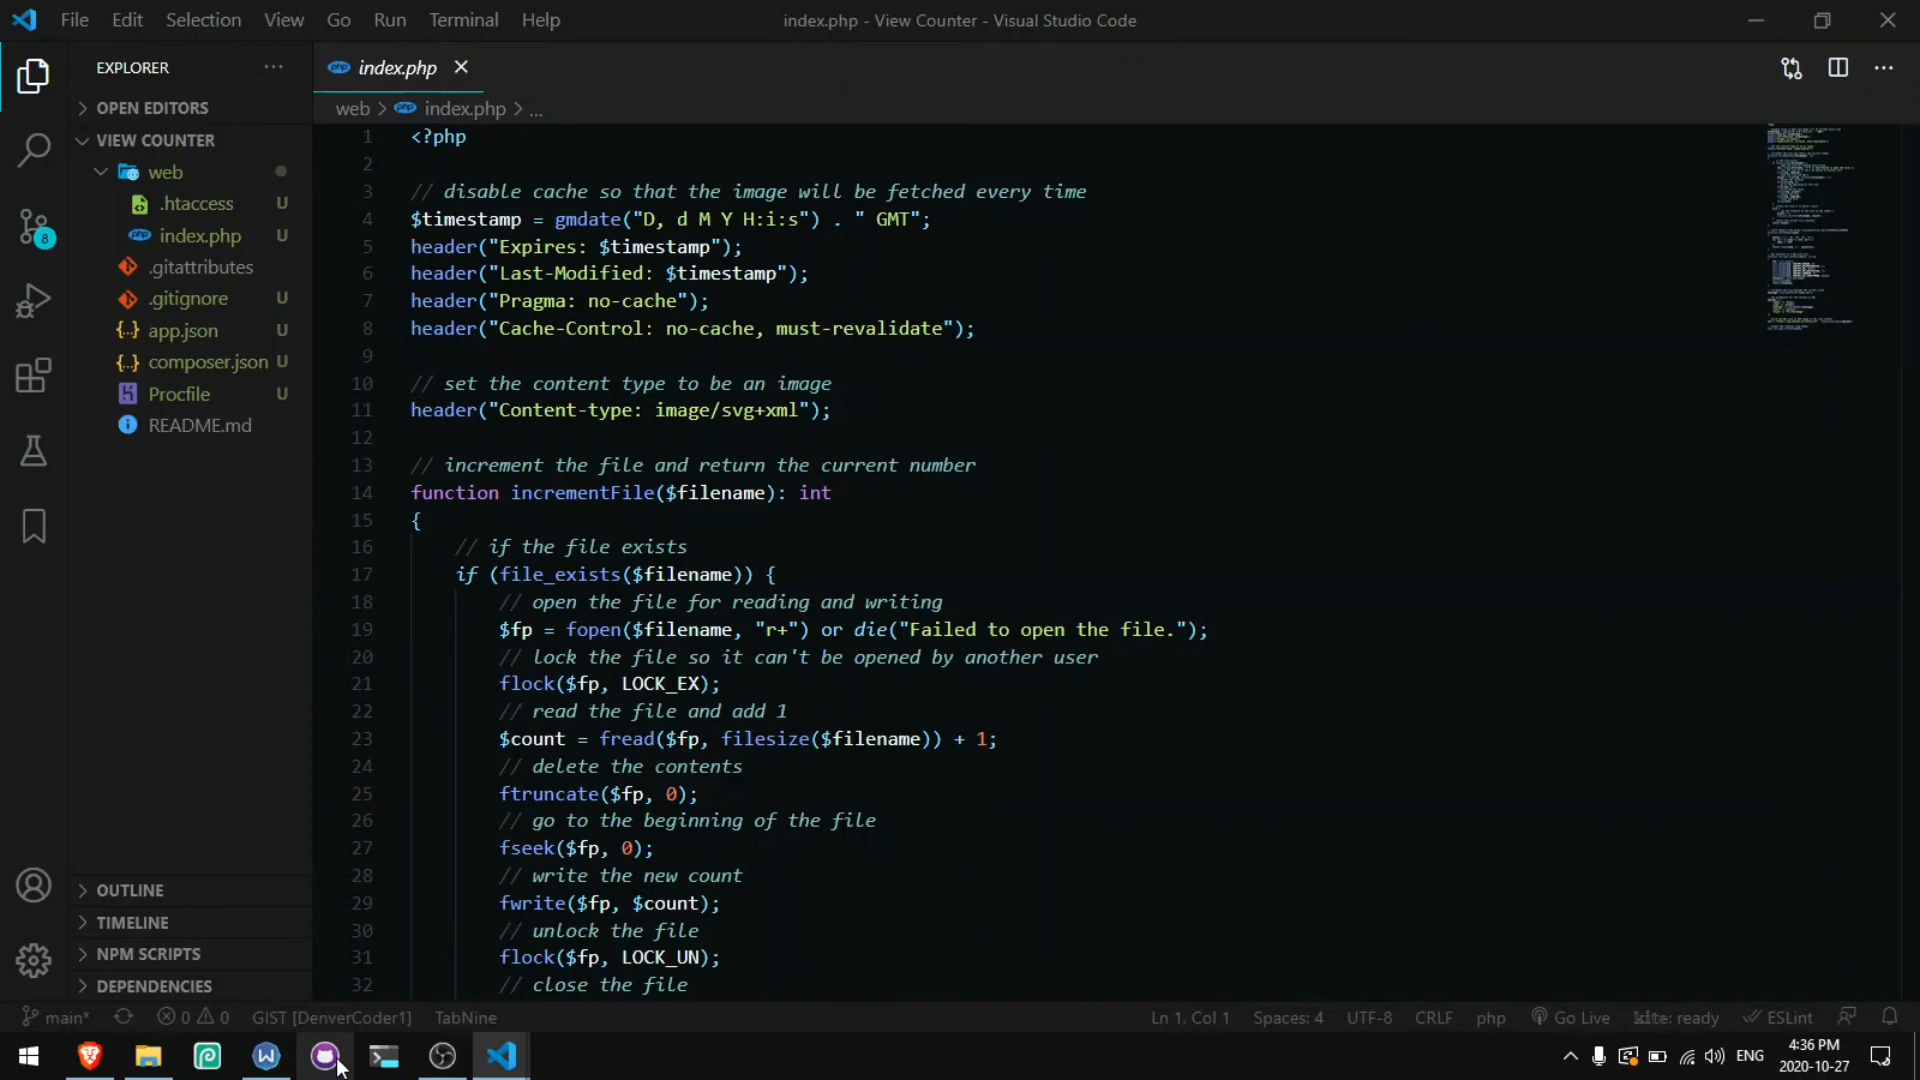 File Edit Selection View Go Run Terminal Help
index.php - View Counter - Visual Studio Code
EXPLORER
index.php
OPEN EDITORS
web > index.php > ...
VIEW COUNTER
web
.htaccess U
index.php U
.gitattributes
.gitignore U
app.json U
composer.json U
Procfile U
README.md
8
1 <?php
2
3 // disable cache so that the image will be fetched every time
4 $timestamp = gmdate("D, d M Y H:i:s") . " GMT";
5 header("Expires: $timestamp");
6 header("Last-Modified: $timestamp");
7 header("Pragma: no-cache");
8 header("Cache-Control: no-cache, must-revalidate");
9
10 // set the content type to be an image
11 header("Content-type: image/svg+xml");
12
13 // increment the file and return the current number
14 function incrementFile($filename): int
15 {
16 // if the file exists
17 if (file_exists($filename)) {
18 // open the file for reading and writing
19 $fp = fopen($filename, "r+") or die("Failed to open the file.");
20 // lock the file so it can't be opened by another user
21 flock($fp, LOCK_EX);
22 // read the file and add 1
23 $count = fread($fp, filesize($filename)) + 1;
24 // delete the contents
25 ftruncate($fp, 0);
26 // go to the beginning of the file
27 fseek($fp, 0);
28 // write the new count
29 fwrite($fp, $count);
30 // unlock the file
31 flock($fp, LOCK_UN);
32 // close the file
OUTLINE
TIMELINE
NPM SCRIPTS
DEPENDENCIES
main* 0 0 GIST [DenverCoder1] TabNine Ln 1, Col 1 Spaces: 4 UTF-8 CRLF php Go Live kite: ready ESLint
ENG 4:36 PM
2020-10-27